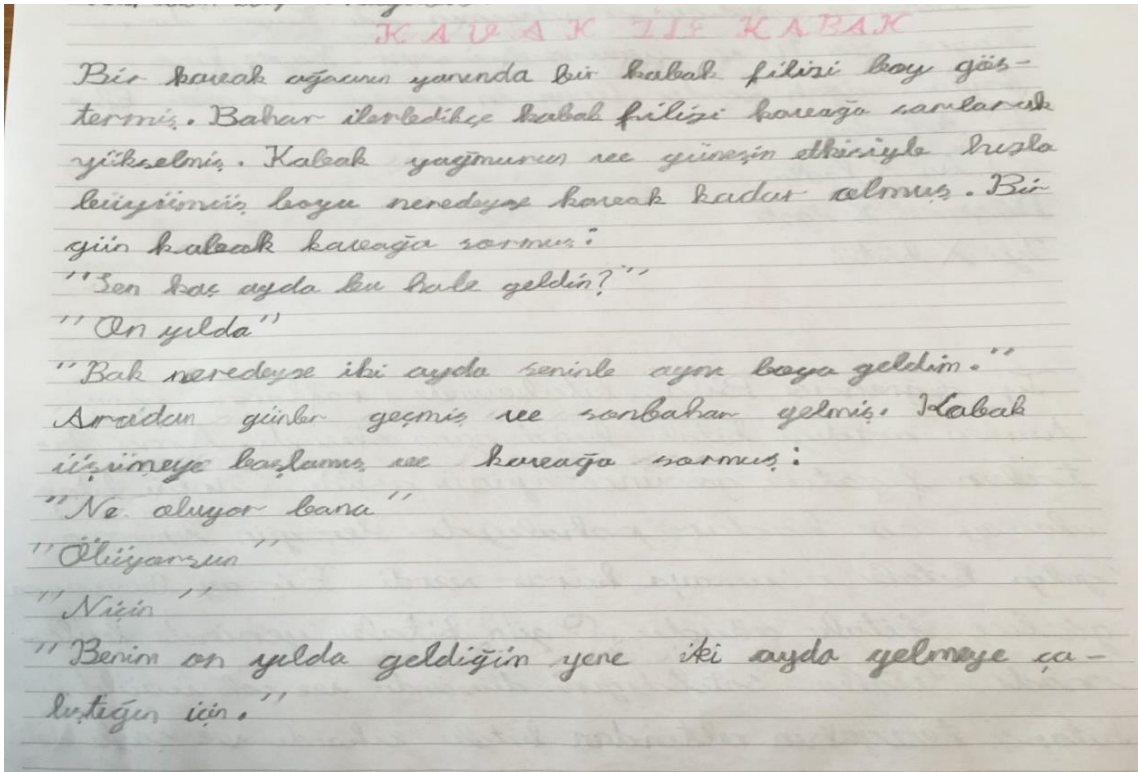 KAVAK İLE KABAK
Bir kavak ağacının yanında bir kabak filizi boy gös-
termiş. Bahar ilerledikçe kabak filizi kavağa sarılarak
yükselmiş. Kabak yağmurun ve güneşin etkisiyle hızla
büyümüş boyu neredeyse kavak kadar olmuş. Bir
gün kabak kavağa sormuş:
"Sen kaç ayda bu hale geldin?"
"On yılda"
"Bak neredeyse iki ayda seninle aynı boya geldim."
Aradan günler geçmiş ve sonbahar gelmiş. Kabak
üşümeye başlamış ve kavağa sormuş:
"Ne oluyor bana"
"Ölüyorsun"
"Niçin"
"Benim on yılda geldiğim yere iki ayda gelmeye ça-
lıştığın için."